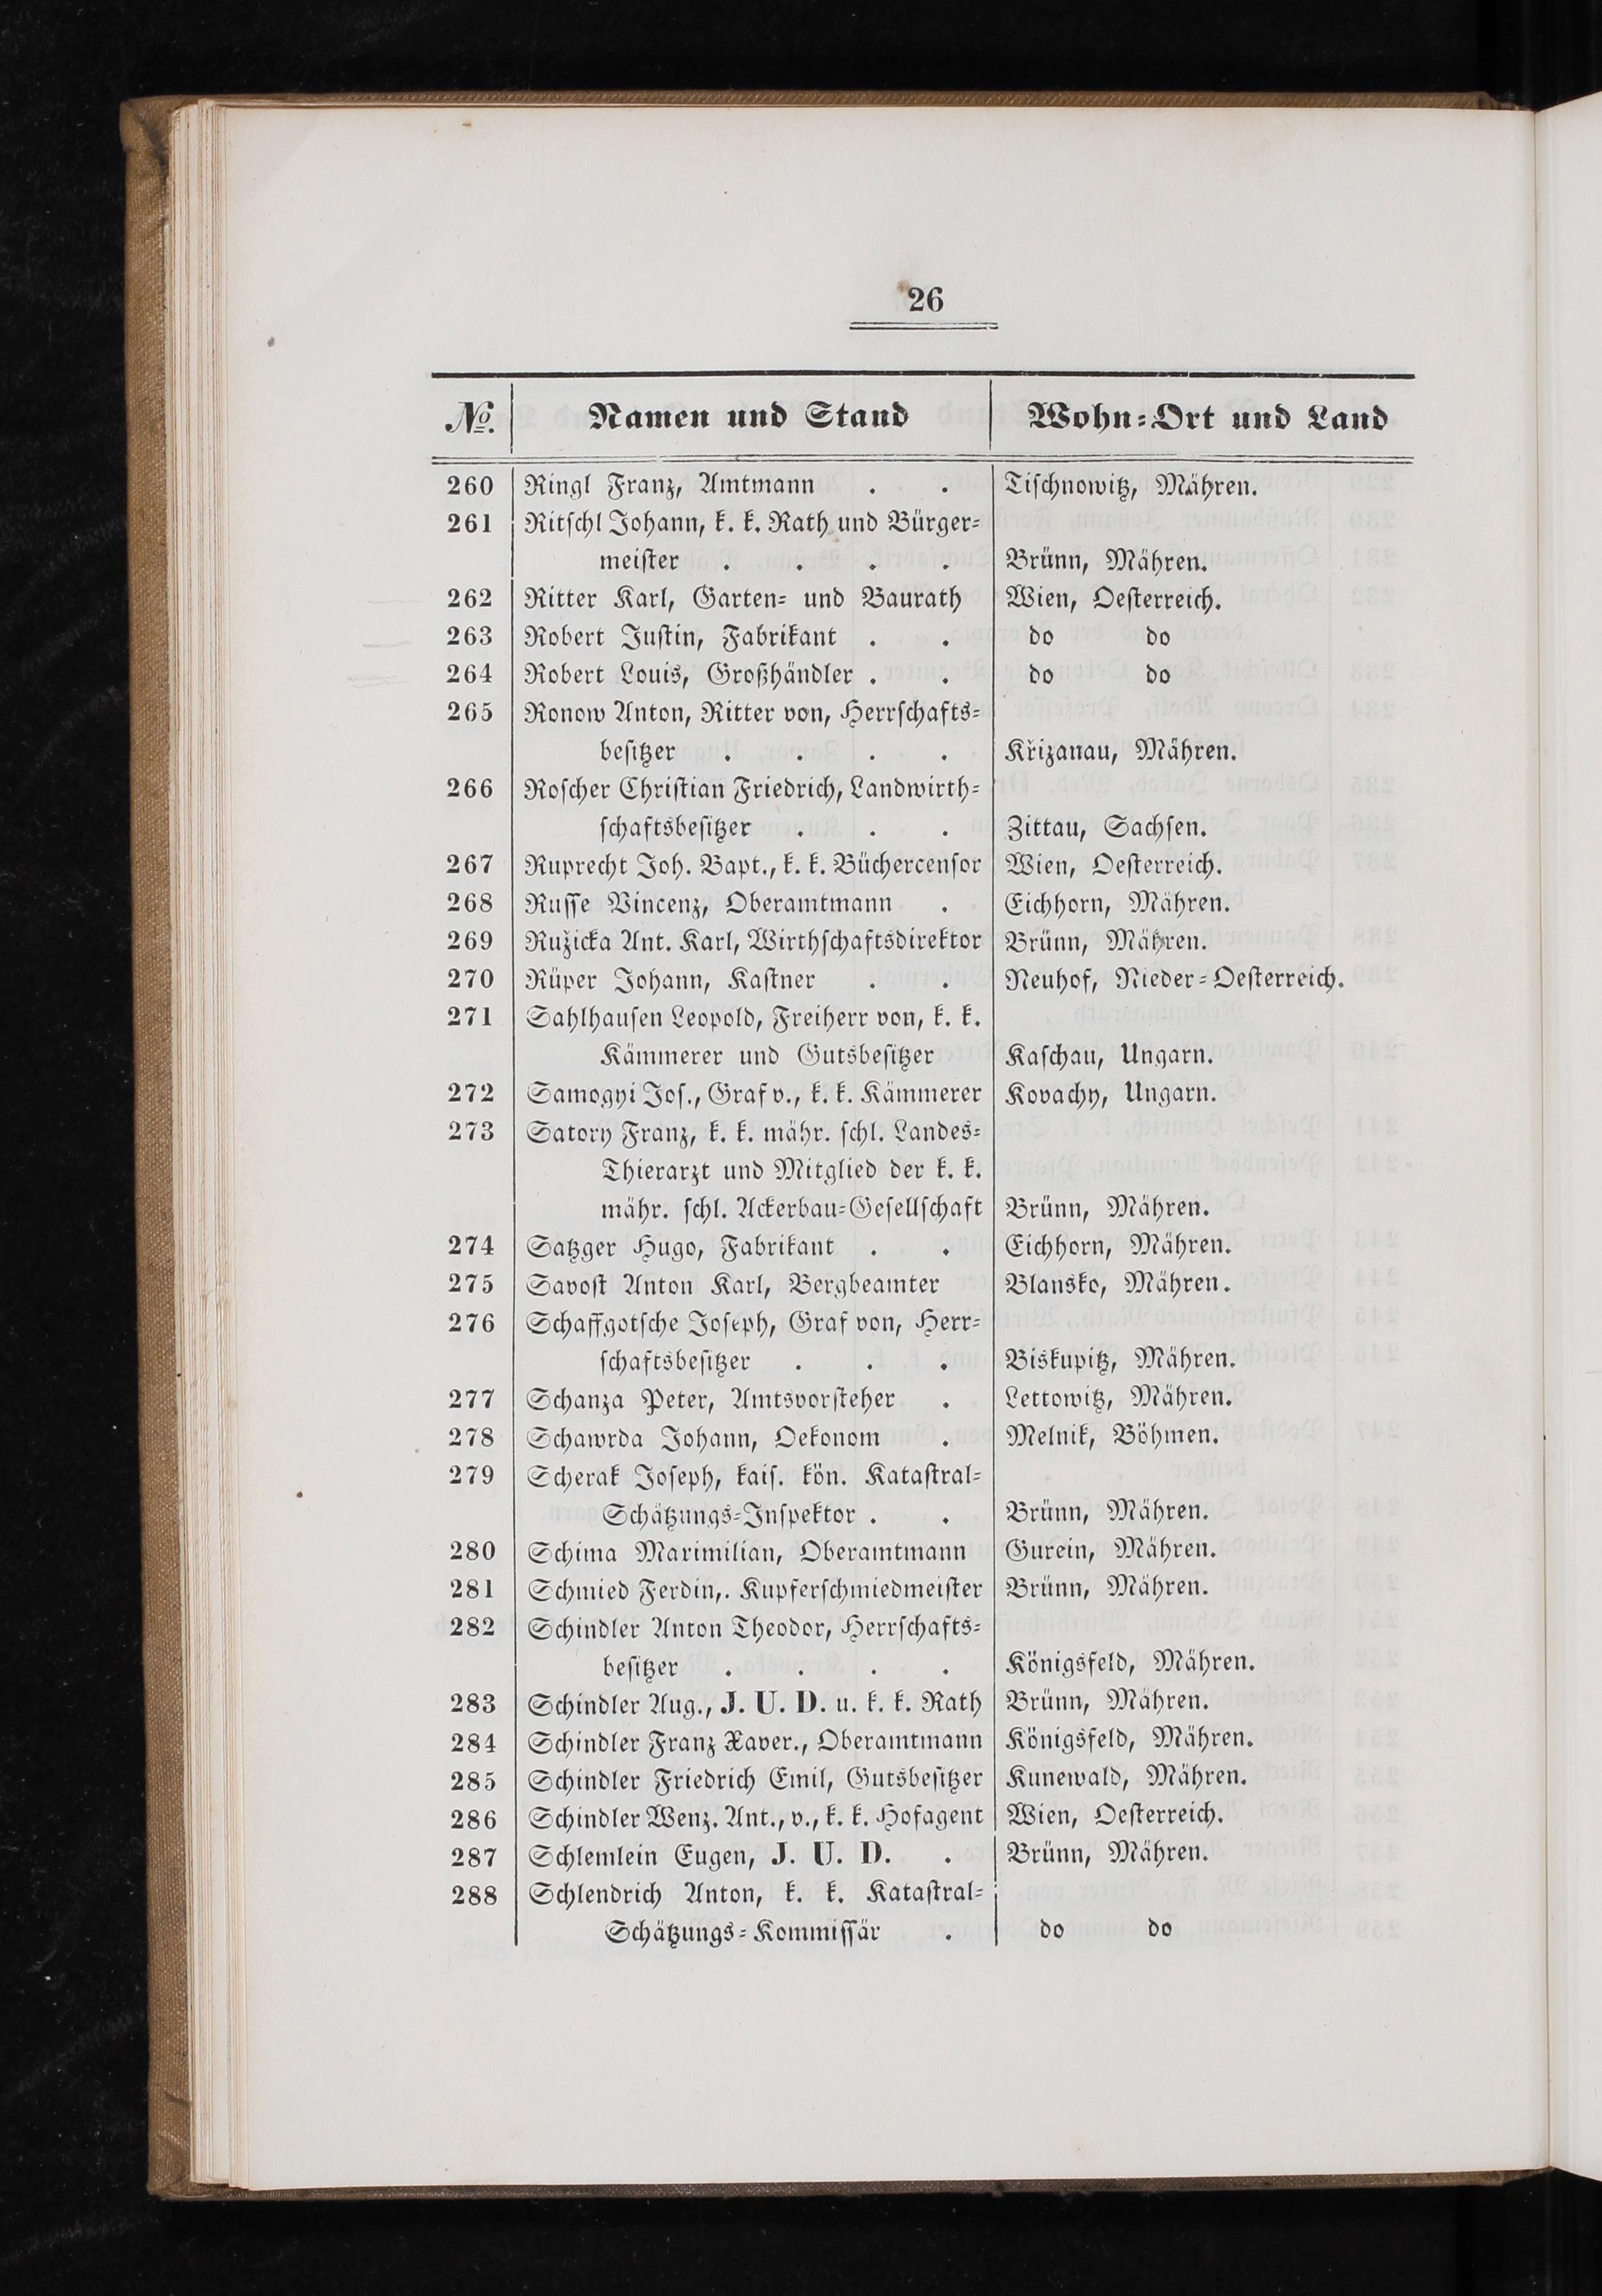 26
№. Namen und Stand Wohn-Ort und Land
260 Ringl Franz, Amtmann . . Tischnowitz, Mähren.
261 Ritschl Johann, k. k. Rath und Bürger-
meister . . . . Brünn, Mähren.
262 Ritter Karl, Garten- und Baurath Wien, Oesterreich.
263 Robert Justin, Fabrikant . . do do
264 Robert Louis, Großhändler . . do do
265 Ronow Anton, Ritter von, Herrschafts-
besitzer . . . . Křizanau, Mähren.
266 Roscher Christian Friedrich, Landwirth-
schaftsbesitzer . . . Zittau, Sachsen.
267 Ruprecht Joh. Bapt., k. k. Büchercensor Wien, Oesterreich.
268 Russe Vincenz, Oberamtmann . Eichhorn, Mähren.
269 Ružicka Ant. Karl, Wirthschaftsdirektor Brünn, Mähren.
270 Rüper Johann, Kastner . . Neuhof, Nieder-Oesterreich.
271 Sahlhausen Leopold, Freiherr von, k. k.
Kämmerer und Gutsbesitzer Kaschau, Ungarn.
272 Samogyi Jos., Graf v., k. k. Kämmerer Kovachy, Ungarn.
273 Satory Franz, k. k. mähr. schl. Landes-
Thierarzt und Mitglied der k. k.
mähr. schl. Ackerbau-Gesellschaft Brünn, Mähren.
274 Satzger Hugo, Fabrikant . . Eichhorn, Mähren.
275 Savost Anton Karl, Bergbeamter Blansko, Mähren.
276 Schaffgotsche Joseph, Graf von, Herr-
schaftsbesitzer . . . Biskupitz, Mähren.
277 Schanza Peter, Amtsvorsteher . Lettowitz, Mähren.
278 Schawrda Johann, Oekonom . Melnik, Böhmen.
279 Scherak Joseph, kais. kön. Katastral-
Schätzungs-Inspektor . . Brünn, Mähren.
280 Schima Maximilian, Oberamtmann Gurein, Mähren.
281 Schmied Ferdin,. Kupferschmiedmeister Brünn, Mähren.
282 Schindler Anton Theodor, Herrschafts-
besitzer . . . . Königsfeld, Mähren.
283 Schindler Aug., J. U. D. u. k. k. Rath Brünn, Mähren.
284 Schindler Franz Xaver., Oberamtmann Königsfeld, Mähren.
285 Schindler Friedrich Emil, Gutsbesitzer Kunewald, Mähren.
286 Schindler Wenz. Ant., v., k. k. Hofagent Wien, Oesterreich.
287 Schlemlein Eugen, J. U. D. . Brünn, Mähren.
288 Schlendrich Anton, k. k. Katastral-
Schätzungs-Kommissär . do do